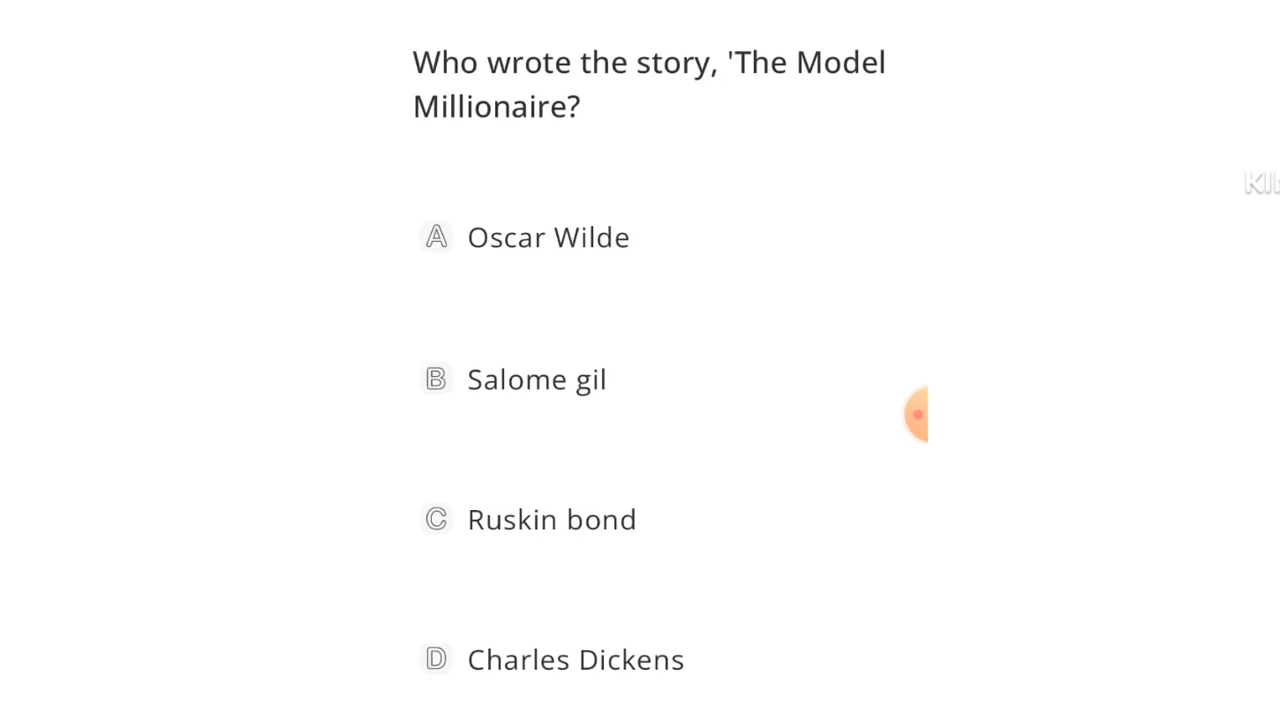 Who wrote the story, 'The Model
Millionaire?
A Oscar Wilde
B Salome gil
C Ruskin bond
D Charles Dickens